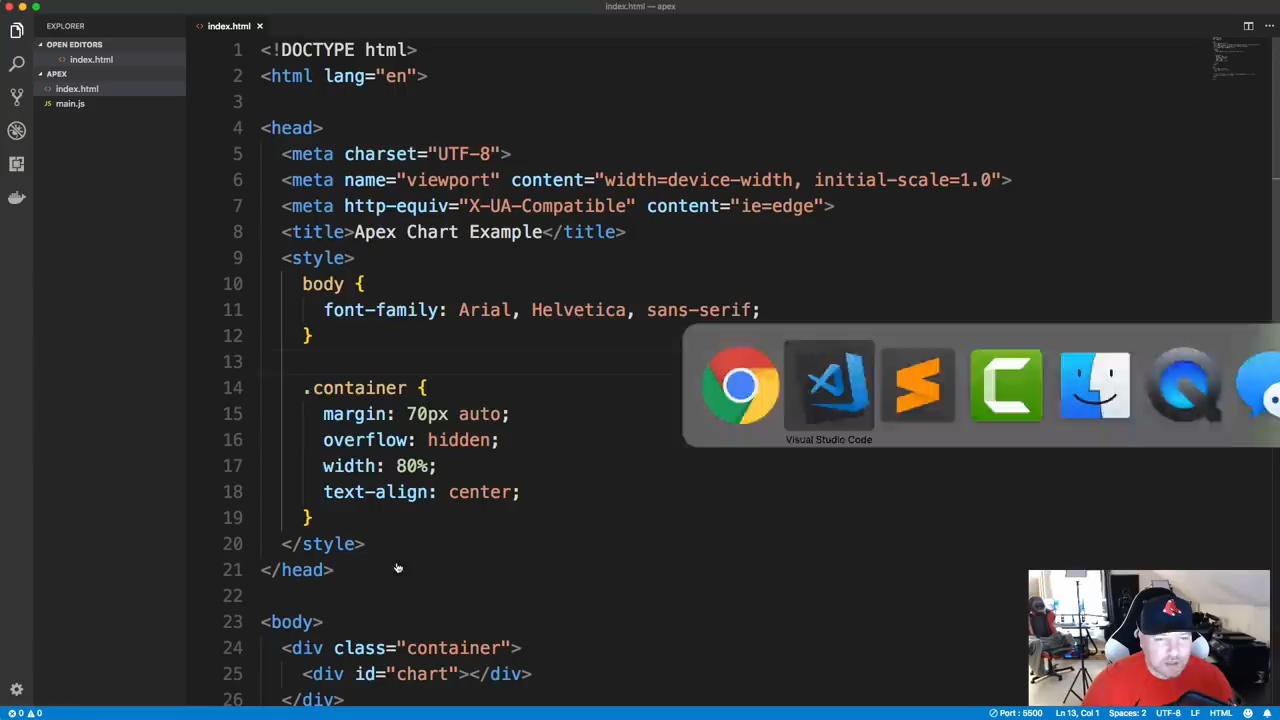 index.html — apex
EXPLORER
OPEN EDITORS
index.html
APEX
index.html
main.js
index.html
1 <!DOCTYPE html>
2 <html lang="en">
3
4 <head>
5 <meta charset="UTF-8">
6 <meta name="viewport" content="width=device-width, initial-scale=1.0">
7 <meta http-equiv="X-UA-Compatible" content="ie=edge">
8 <title>Apex Chart Example</title>
9 <style>
10 body {
11 font-family: Arial, Helvetica, sans-serif;
12 }
13
14 .container {
15 margin: 70px auto;
16 overflow: hidden;
17 width: 80%;
18 text-align: center;
19 }
20 </style>
21 </head>
22
23 <body>
24 <div class="container">
25 <div id="chart"></div>
26 </div>
Visual Studio Code
0 0
Port : 5500
Ln 13, Col 1
Spaces: 2
UTF-8
LF
HTML